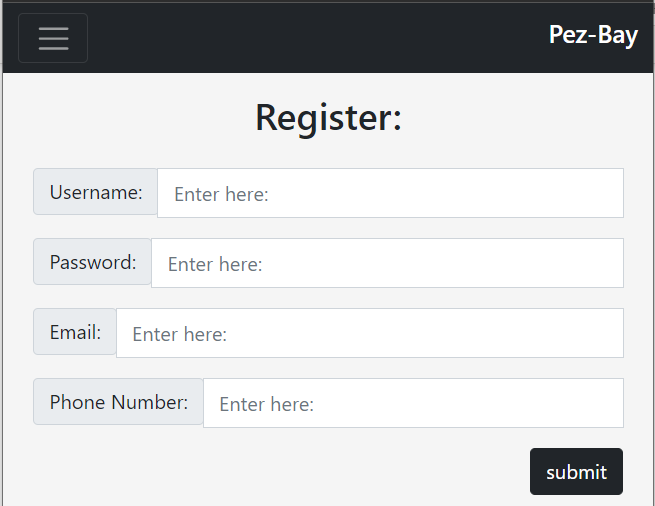 Pez-Bay
Register:
Username: Enter here:
Password: Enter here:
Email: Enter here:
Phone Number: Enter here:
submit